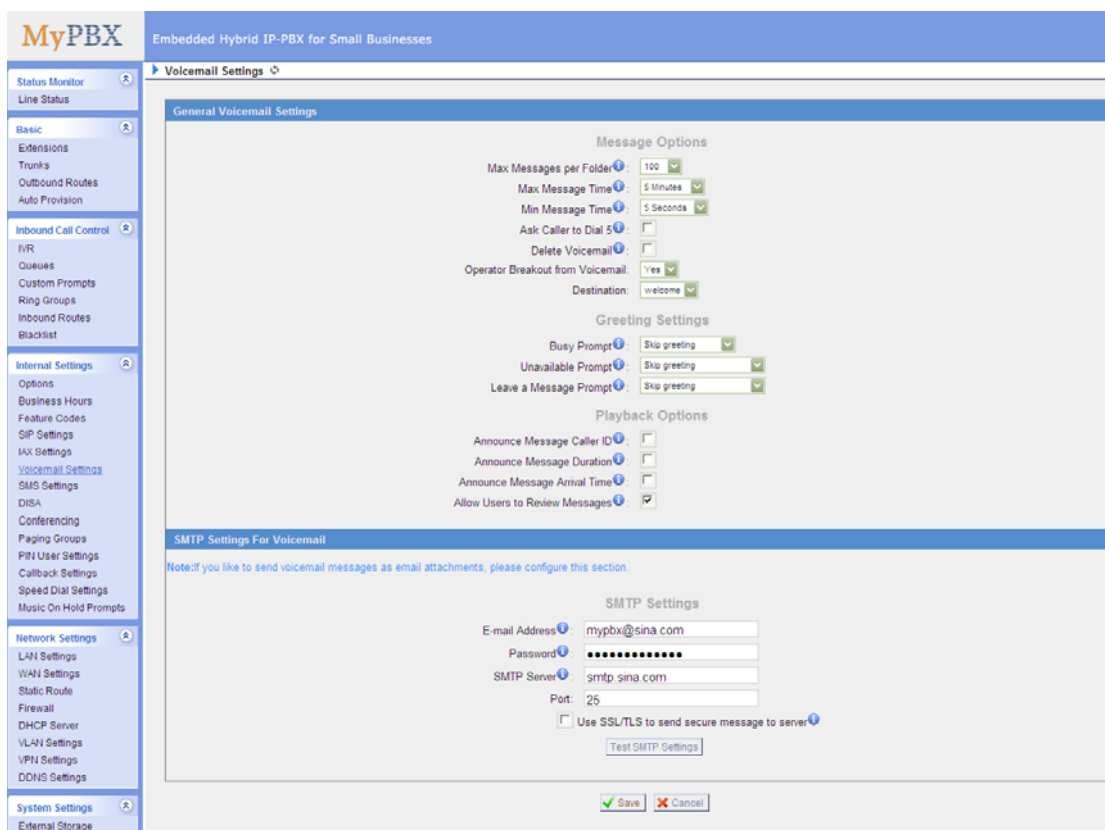 MyPBX
Embedded Hybrid IP-PBX for Small Businesses
Status Monitor
Line Status
Basic
Extensions
Trunks
Outbound Routes
Auto Provision
Inbound Call Control
IVR
Queues
Custom Prompts
Ring Groups
Inbound Routes
Blacklist
Internal Settings
Options
Business Hours
Feature Codes
SIP Settings
IAX Settings
Voicemail Settings
SMS Settings
DISA
Conferencing
Paging Groups
PIN User Settings
Callback Settings
Speed Dial Settings
Music On Hold Prompts
Network Settings
LAN Settings
WAN Settings
Static Route
Firewall
DHCP Server
VLAN Settings
VPN Settings
DDNS Settings
System Settings
External Storage
Voicemail Settings
General Voicemail Settings
Message Options
Max Messages per Folder: 100
Max Message Time: 5 Minutes
Min Message Time: 5 Seconds
Ask Caller to Dial 5:
Delete Voicemail:
Operator Breakout from Voicemail: Yes
Destination: welcome
Greeting Settings
Busy Prompt: Skip greeting
Unavailable Prompt: Skip greeting
Leave a Message Prompt: Skip greeting
Playback Options
Announce Message Caller ID:
Announce Message Duration:
Announce Message Arrival Time:
Allow Users to Review Messages:
SMTP Settings For Voicemail
Note:If you like to send voicemail messages as email attachments, please configure this section.
SMTP Settings
E-mail Address: mypbx@sina.com
Password: •••••••••••••
SMTP Server: smtp.sina.com
Port: 25
Use SSL/TLS to send secure message to server
Test SMTP Settings
Save Cancel